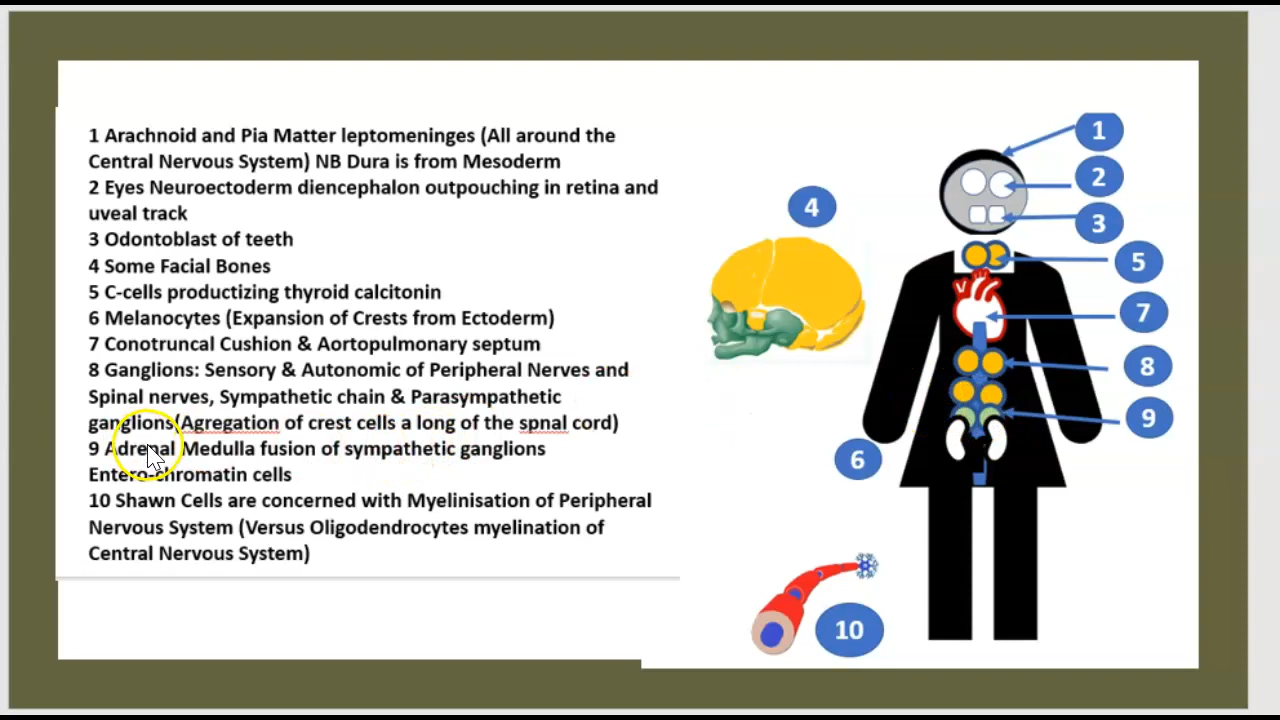 1 Arachnoid and Pia Matter leptomeninges (All around the
Central Nervous System) NB Dura is from Mesoderm
2 Eyes Neuroectoderm diencephalon outpouching in retina and
uveal track
3 Odontoblast of teeth
4 Some Facial Bones
5 C-cells productizing thyroid calcitonin
6 Melanocytes (Expansion of Crests from Ectoderm)
7 Conotruncal Cushion & Aortopulmonary septum
8 Ganglions: Sensory & Autonomic of Peripheral Nerves and
Spinal nerves, Sympathetic chain & Parasympathetic
ganglions(Agregation of crest cells a long of the spnal cord)
9 Adrenal Medulla fusion of sympathetic ganglions
Entero-chromatin cells
10 Shawn Cells are concerned with Myelinisation of Peripheral
Nervous System (Versus Oligodendrocytes myelination of
Central Nervous System)
1
2
3
4
5
7
8
9
6
10